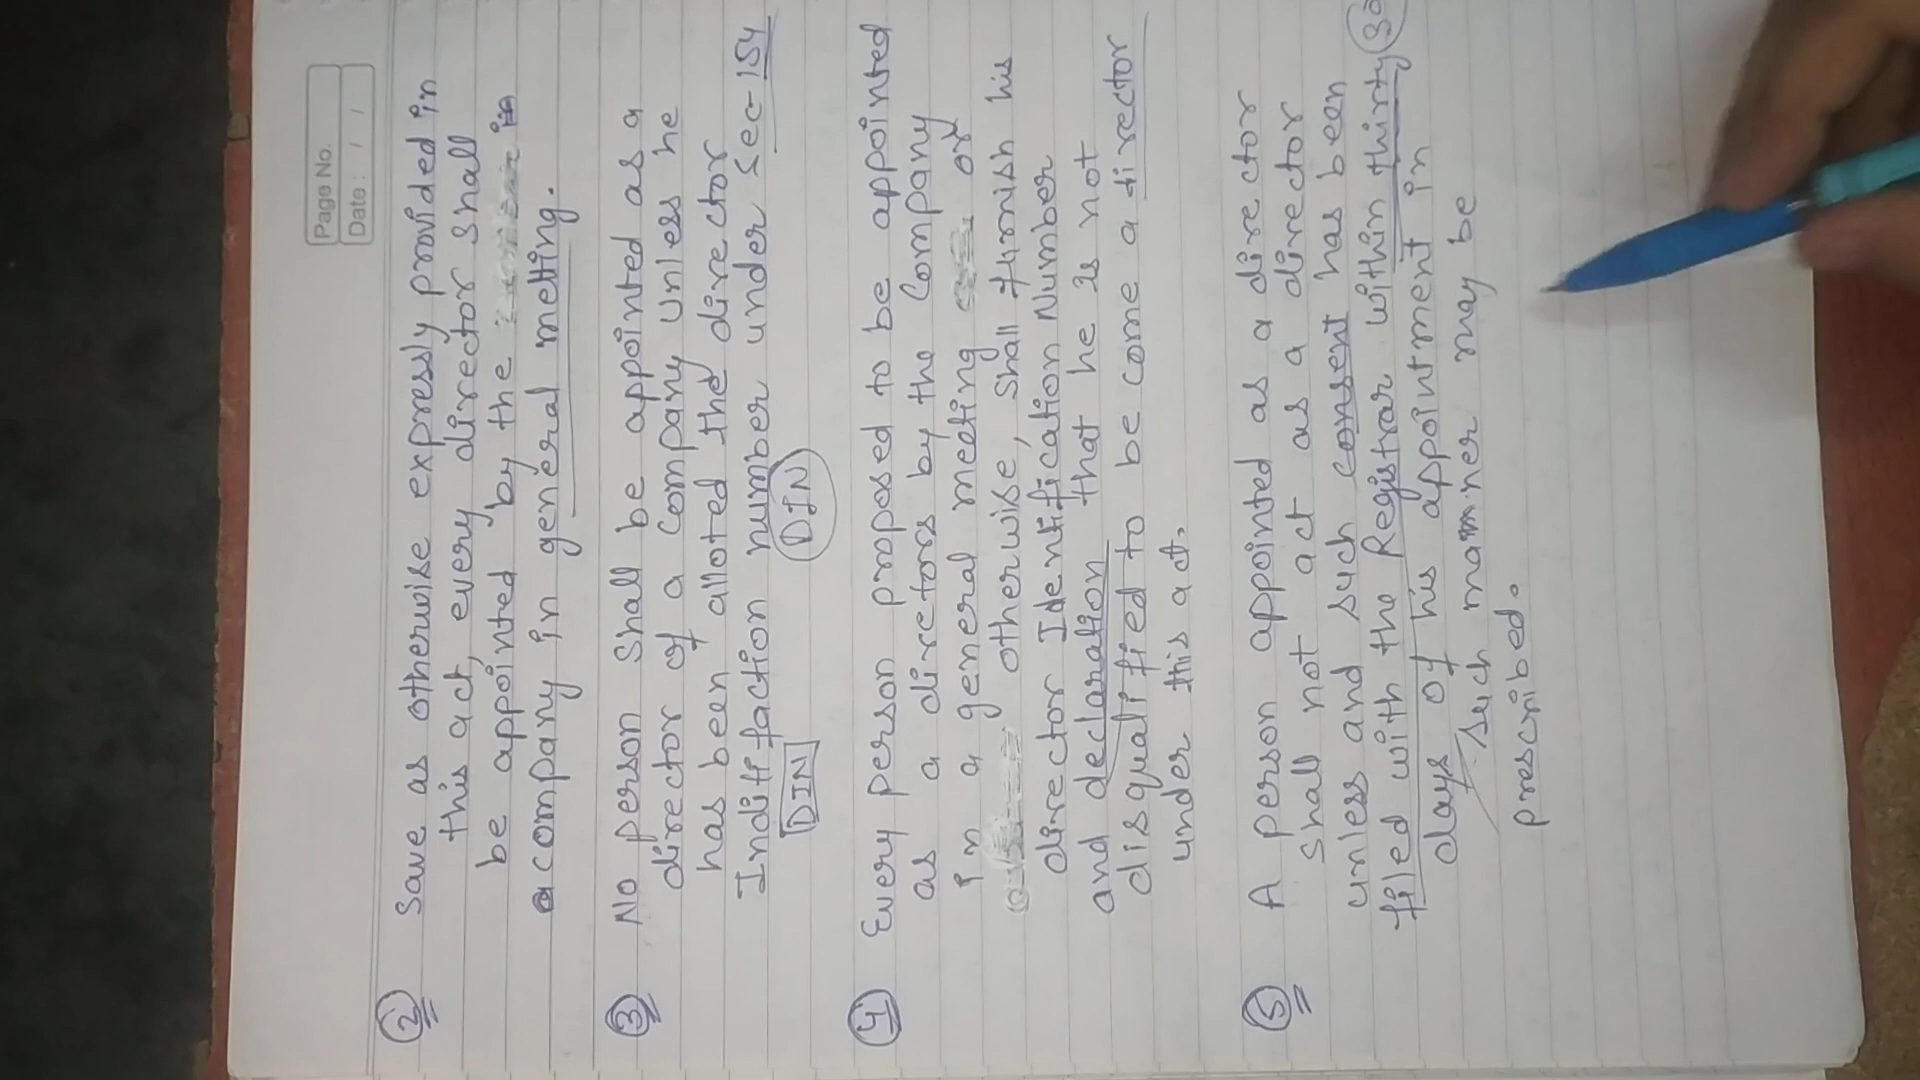 Page No.
Date: / /
2 Save as otherwise expressly provided in
this act, every director shall
be appointed by the in
a company in general metting.
3 No person shall be appointed as a
director of a company unless he
has been alloted the director
Inditifaction number under Sec-154
DIN DIN
4 Every person proposed to be appointed
as a directors by the Company
in a general meeting or
otherwise, shall furnish his
director Identification Number
and declaration that he is not
disqualified to be come a director
under this act.
5 A person appointed as a director
shall not act as a director
unless and such consent has been
filed with the Registrar within thirty 30
days of his appointment in
such manner may be
prescribed.